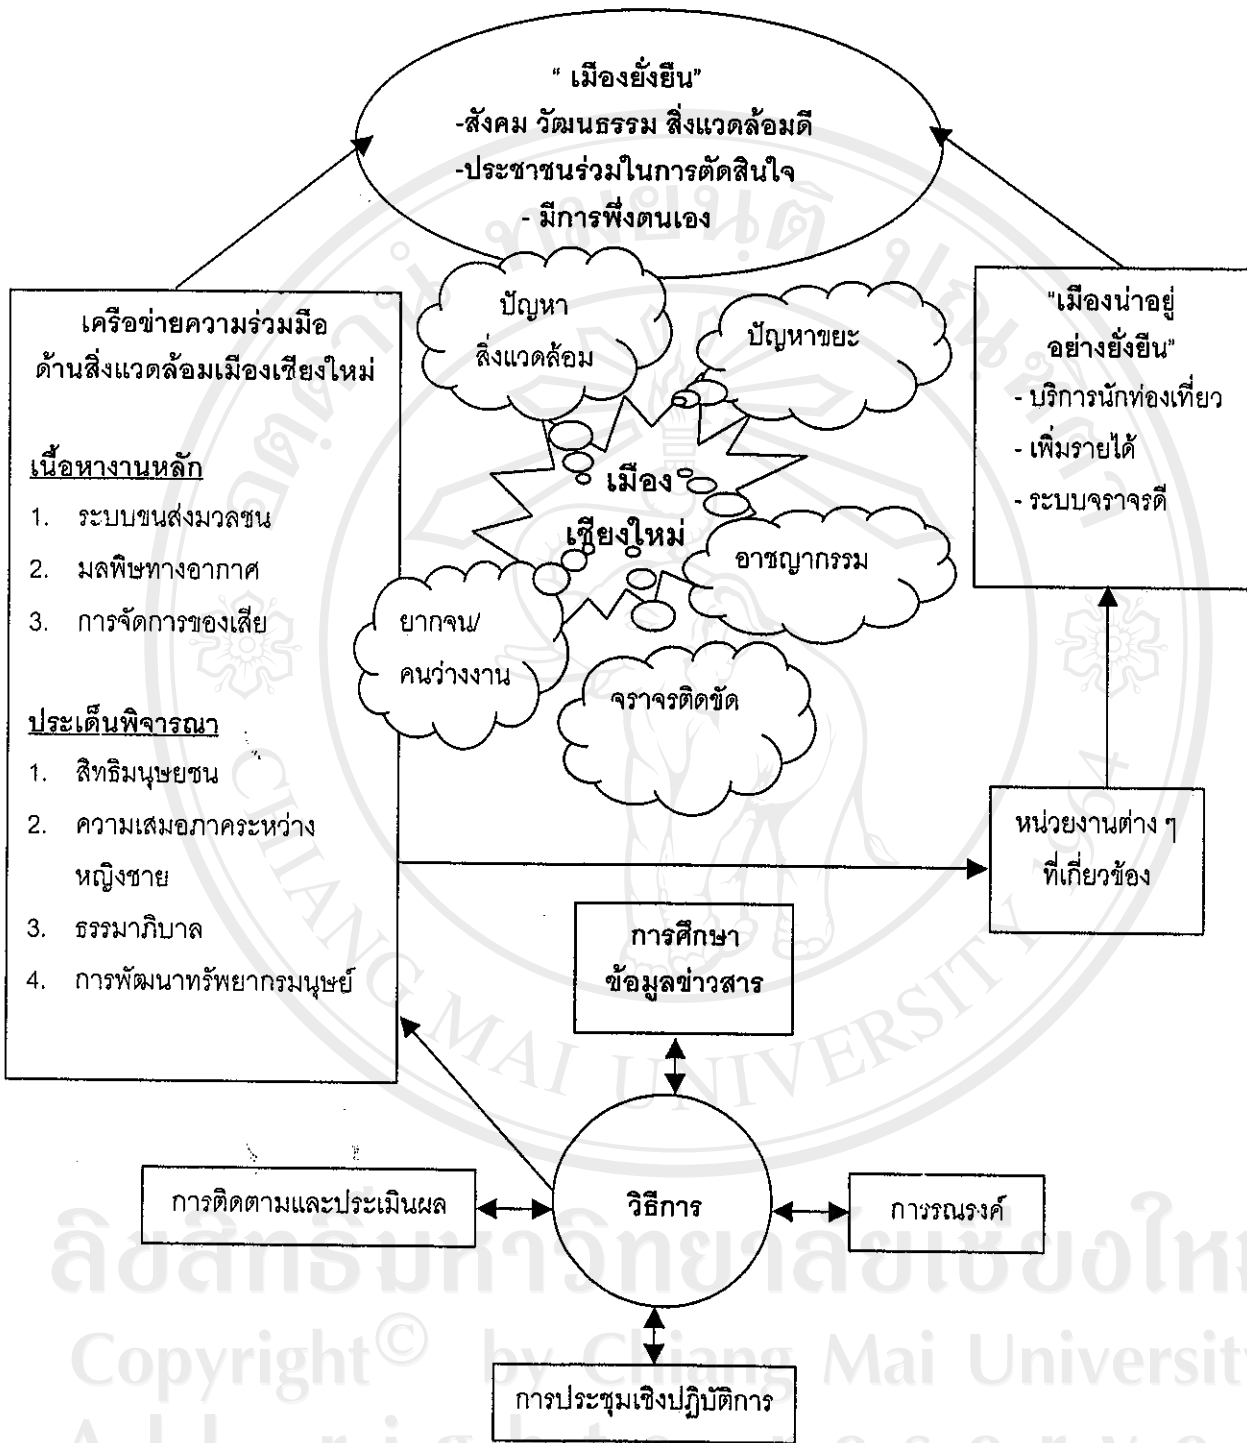 " เมืองยั่งยืน"
-สังคม วัฒนธรรม สิ่งแวดล้อมดี
-ประชาชนร่วมในการตัดสินใจ
- มีการพึ่งตนเอง
เครือข่ายความร่วมมือ
ด้านสิ่งแวดล้อมเมืองเชียงใหม่
เนื้อหางานหลัก
1. ระบบขนส่งมวลชน
2. มลพิษทางอากาศ
3. การจัดการของเสีย
ประเด็นพิจารณา
1. สิทธิมนุษยชน
2. ความเสมอภาคระหว่าง
หญิงชาย
3. ธรรมาภิบาล
4. การพัฒนาทรัพยากรมนุษย์
ปัญหา
สิ่งแวดล้อม
ปัญหาขยะ
เมือง
เชียงใหม่
อาชญากรรม
ยากจน/
คนว่างงาน
จราจรติดขัด
"เมืองน่าอยู่
อย่างยั่งยืน"
- บริการนักท่องเที่ยว
- เพิ่มรายได้
- ระบบจราจรดี
หน่วยงานต่าง ๆ
ที่เกี่ยวข้อง
การศึกษา
ข้อมูลข่าวสาร
การติดตามและประเมินผล
วิธีการ
การรณรงค์
การประชุมเชิงปฏิบัติการ
CHIANG MAI UNIVERSITY 1964
ลิขสิทธิ์มหาวิทยาลัยเชียงใหม่
Copyright© by Chiang Mai University
All rights reserve